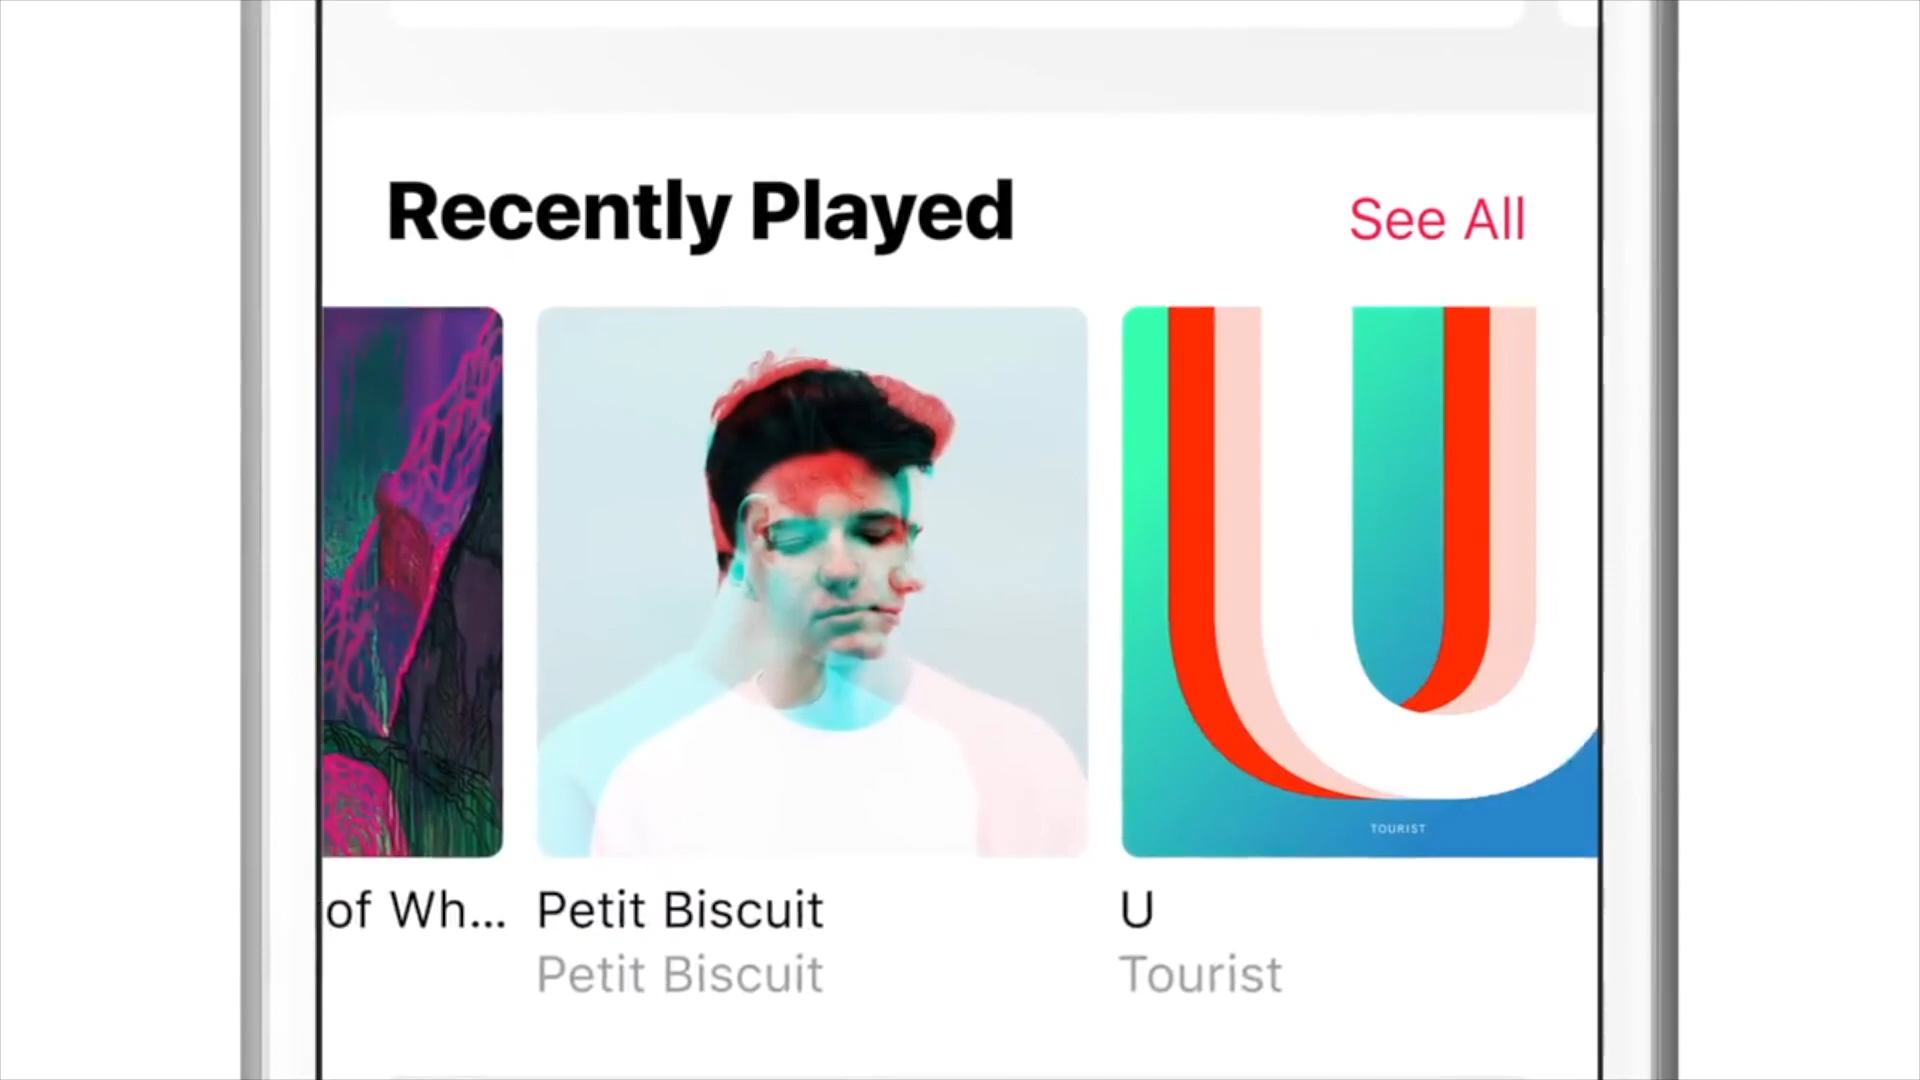 Recently Played
See All
TOURIST
of Wh...
Petit Biscuit
U
Petit Biscuit
Tourist